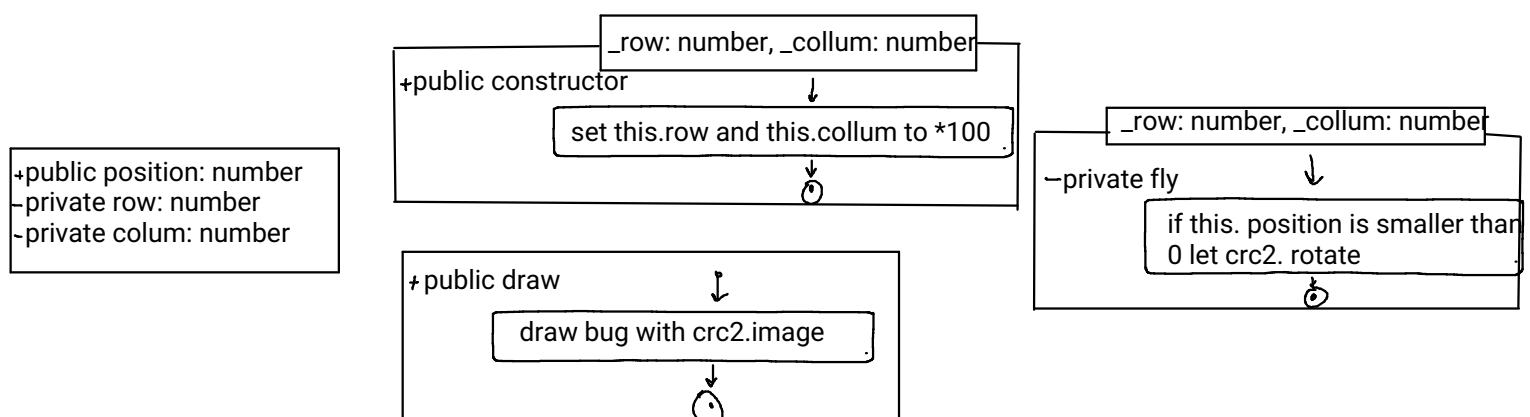 +public position: number
-private row: number
-private colum: number
_row: number, _collum: number
+public constructor
set this.row and this.collum to *100
+ public draw
draw bug with crc2.image
_row: number, _collum: number
-private fly
if this. position is smaller than
0 let crc2. rotate